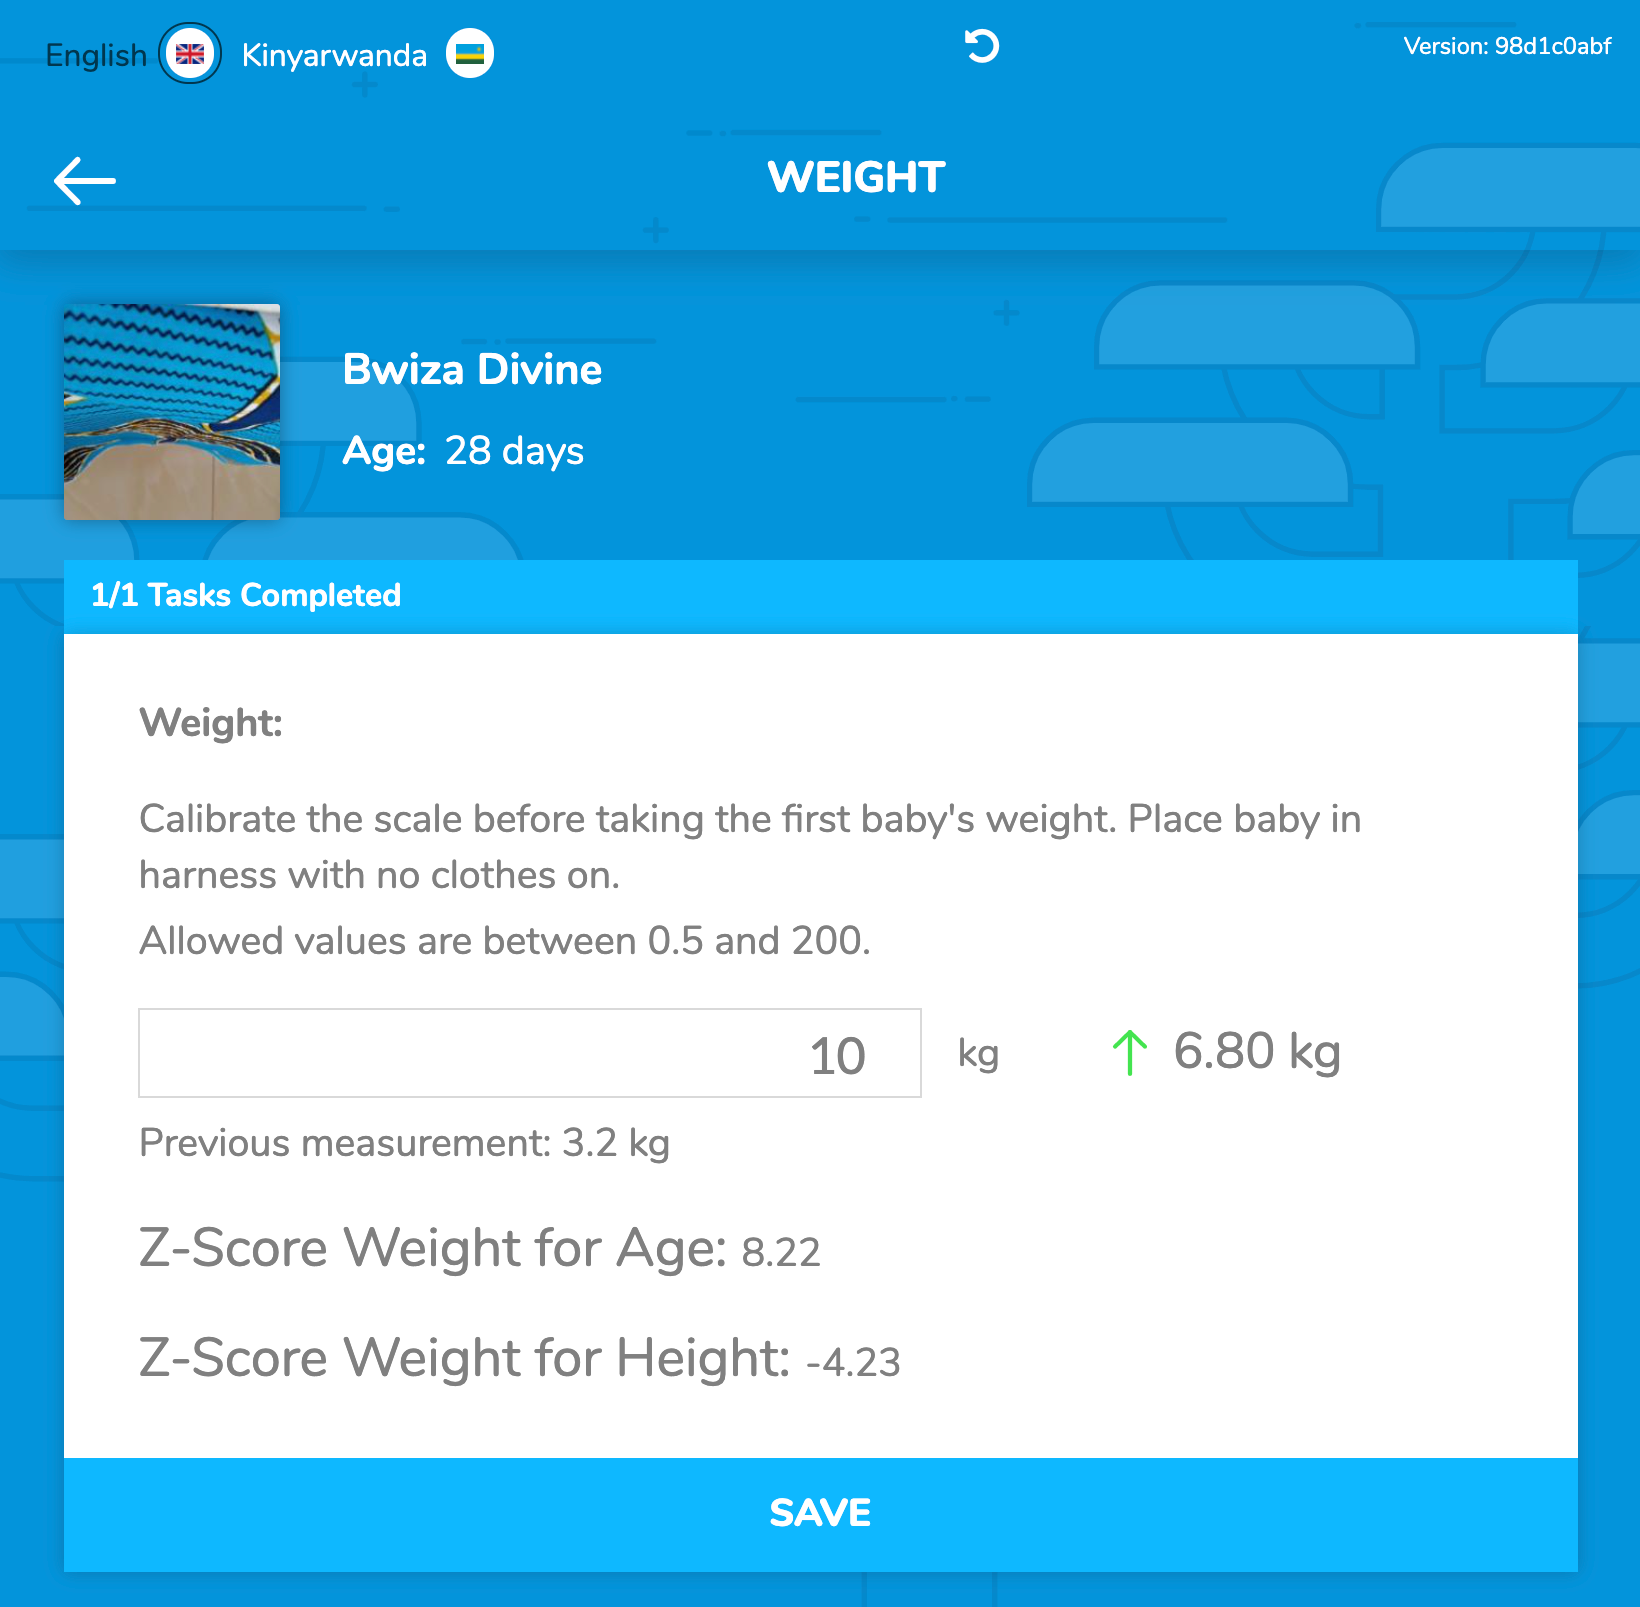 English Kinyarwanda Version: 98d1c0abf
WEIGHT
Bwiza Divine
Age: 28 days
1/1 Tasks Completed
Weight:
Calibrate the scale before taking the first baby's weight. Place baby in
harness with no clothes on.
Allowed values are between 0.5 and 200.
10 kg 6.80 kg
Previous measurement: 3.2 kg
Z-Score Weight for Age: 8.22
Z-Score Weight for Height: -4.23
SAVE